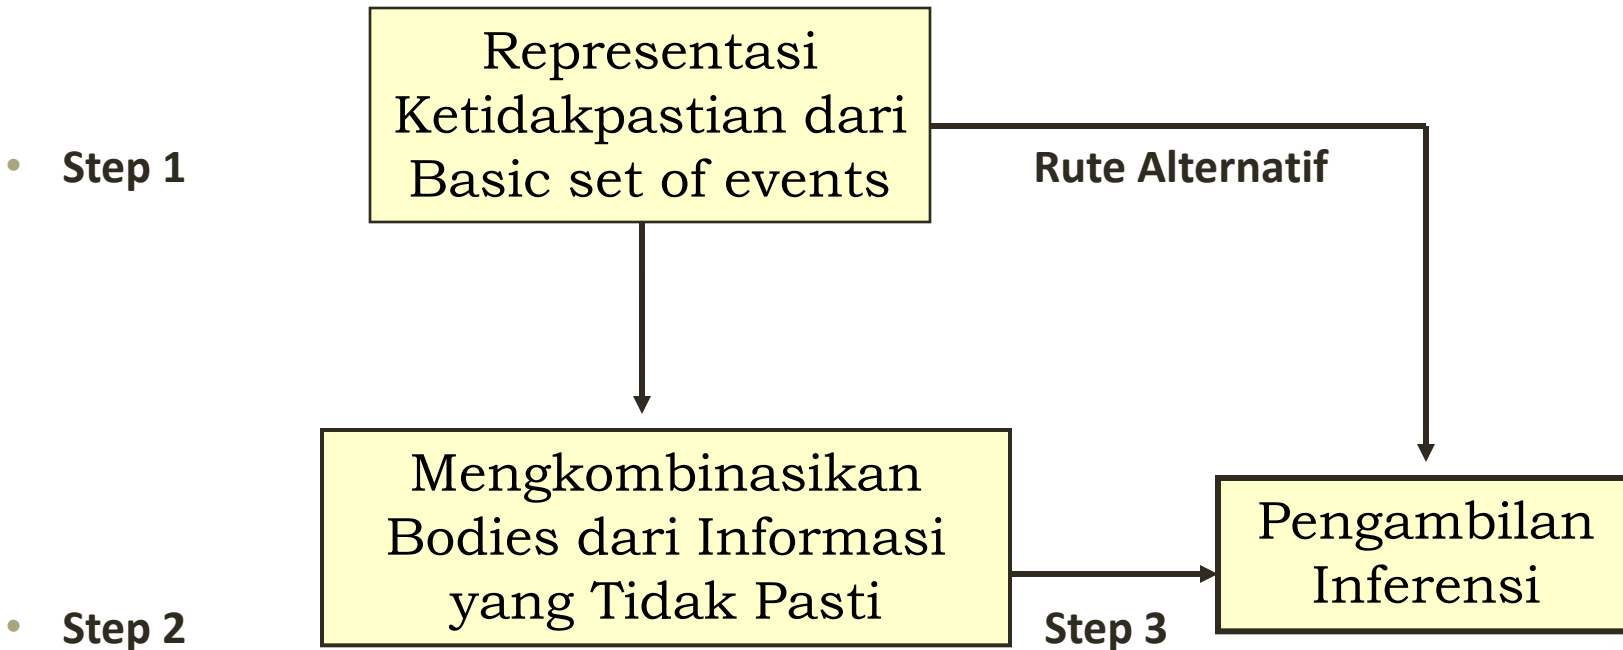 Representasi
Ketidakpastian dari
Basic set of events
Step 1
Rute Alternatif
Mengkombinasikan
Bodies dari Informasi
yang Tidak Pasti
Pengambilan
Inferensi
Step 2
Step 3